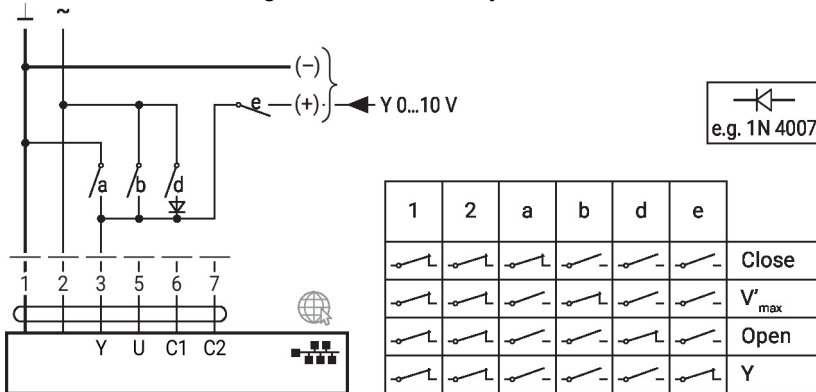 ⊥ ~
(−)
e (+) Y 0...10 V
e.g. 1N 4007
a b d
1 2 a b d e
Close
V'max
Open
Y
1 2 3 5 6 7
Y U C1 C2